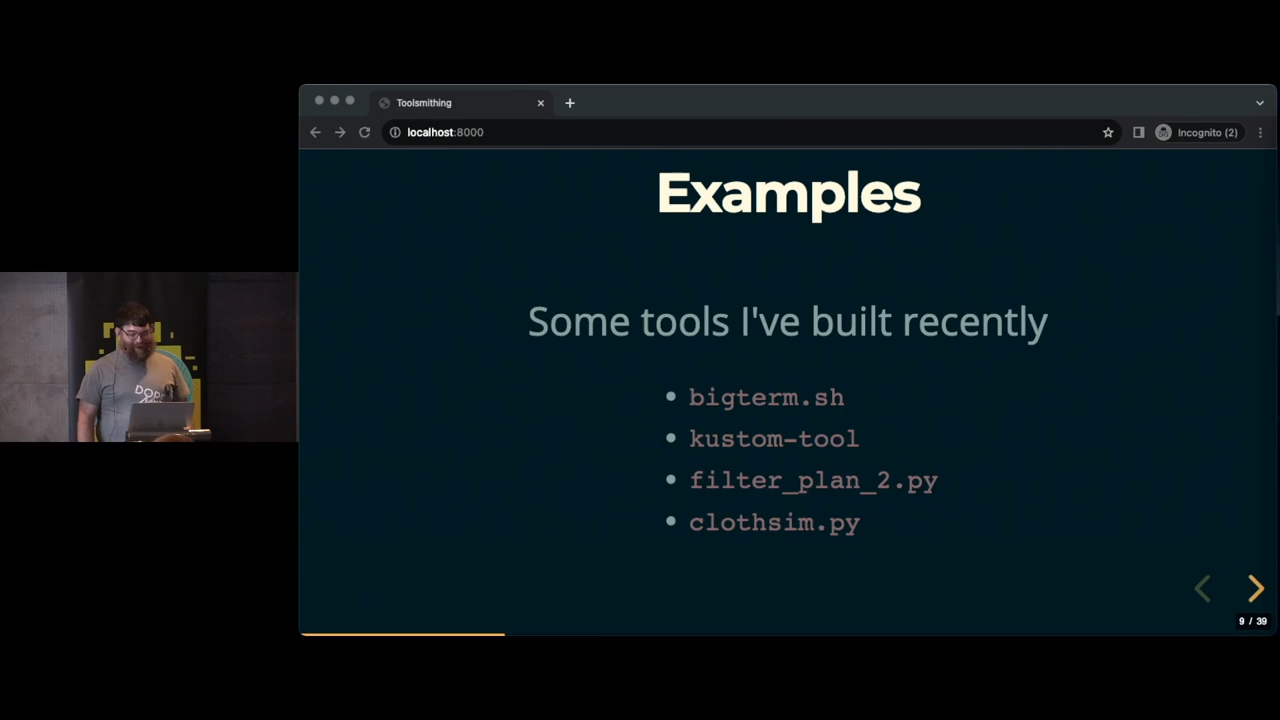 Toolsmithing
localhost:8000
Incognito (2)
Examples
Some tools I've built recently
bigterm.sh
kustom-tool
filter_plan_2.py
clothsim.py
9 / 39